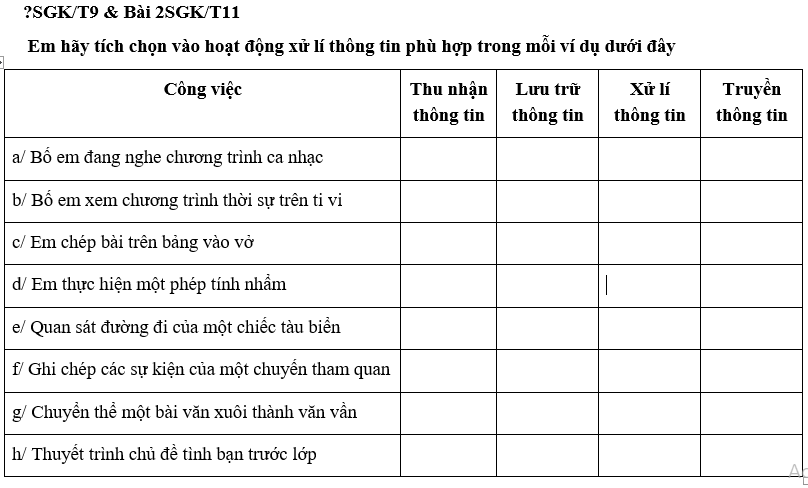 ?SGK/T9 & Bài 2SGK/T11
Em hãy tích chọn vào hoạt động xử lí thông tin phù hợp trong mỗi ví dụ dưới đây
Công việc Thu nhận thông tin Lưu trữ thông tin Xử lí thông tin Truyền thông tin
a/ Bố em đang nghe chương trình ca nhạc
b/ Bố em xem chương trình thời sự trên ti vi
c/ Em chép bài trên bảng vào vở
d/ Em thực hiện một phép tính nhẩm
e/ Quan sát đường đi của một chiếc tàu biển
f/ Ghi chép các sự kiện của một chuyến tham quan
g/ Chuyển thể một bài văn xuôi thành văn vần
h/ Thuyết trình chủ đề tình bạn trước lớp